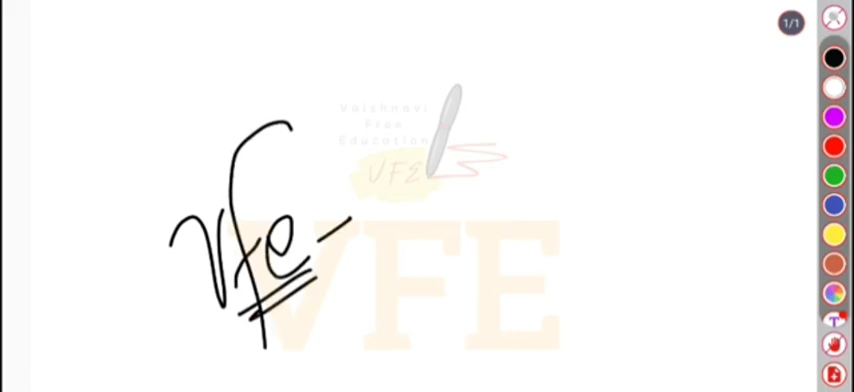 1/1
Vaishnavi
Free
Education
VFE
Vfe-
VFE
T